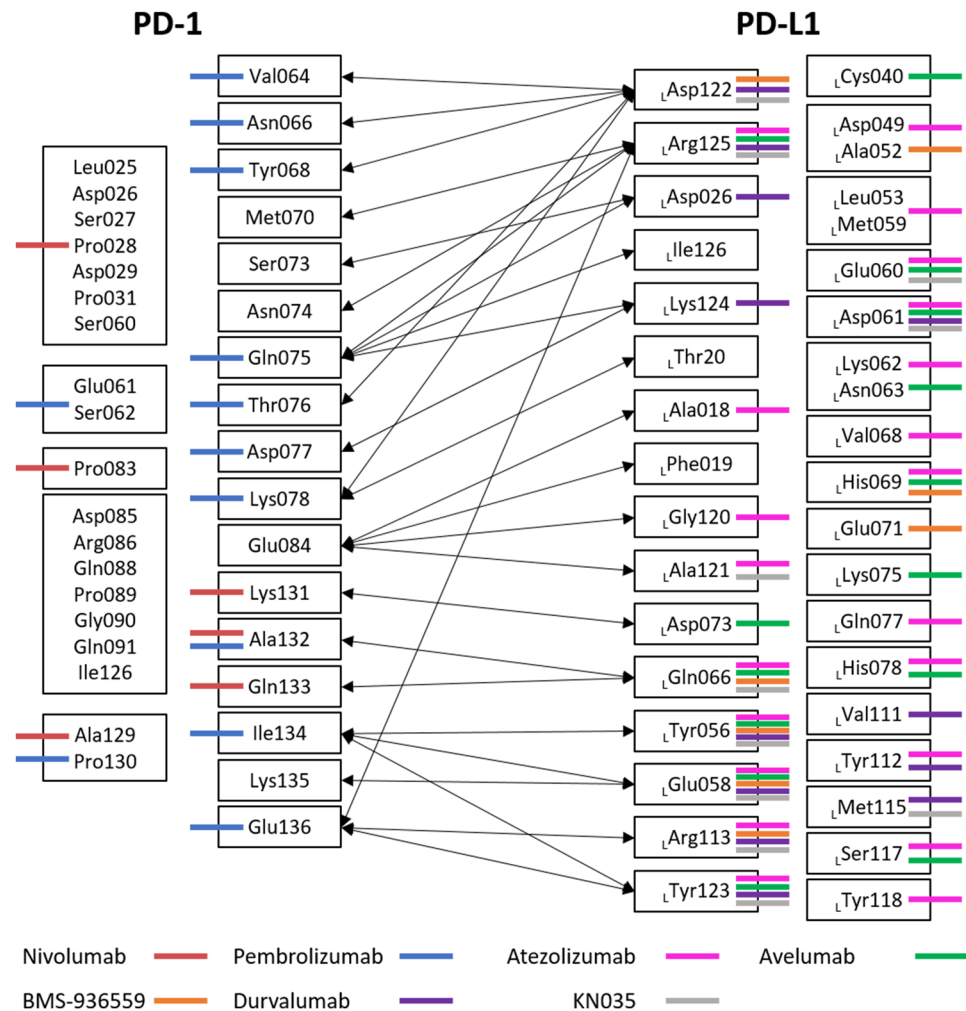 PD-1
PD-L1
Leu025
Asp026
Ser027
Pro028
Asp029
Pro031
Ser060
Glu061
Ser062
Pro083
Asp085
Arg086
Gln088
Pro089
Gly090
Gln091
Ile126
Ala129
Pro130
Val064
Asn066
Tyr068
Met070
Ser073
Asn074
Gln075
Thr076
Asp077
Lys078
Glu084
Lys131
Ala132
Gln133
Ile134
Lys135
Glu136
LAsp122
LArg125
LAsp026
LIle126
LLys124
LThr20
LAla018
LPhe019
LGly120
LAla121
LAsp073
LGln066
LTyr056
LGlu058
LArg113
LTyr123
LCys040
LAsp049
LAla052
LLeu053
LMet059
LGlu060
LAsp061
LLys062
LAsn063
LVal068
LHis069
LGlu071
LLys075
LGln077
LHis078
LVal111
LTyr112
LMet115
LSer117
LTyr118
Nivolumab Pembrolizumab Atezolizumab Avelumab
BMS-936559 Durvalumab KN035